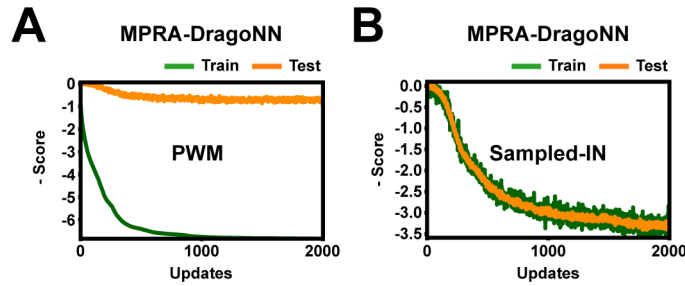 A
MPRA-DragoNN
Train Test
0
-1
-2
-3
-4
-5
-6
- Score
PWM
0 1000 2000
Updates
B
MPRA-DragoNN
Train Test
0.0
-0.5
-1.0
-1.5
-2.0
-2.5
-3.0
-3.5
- Score
Sampled-IN
0 1000 2000
Updates